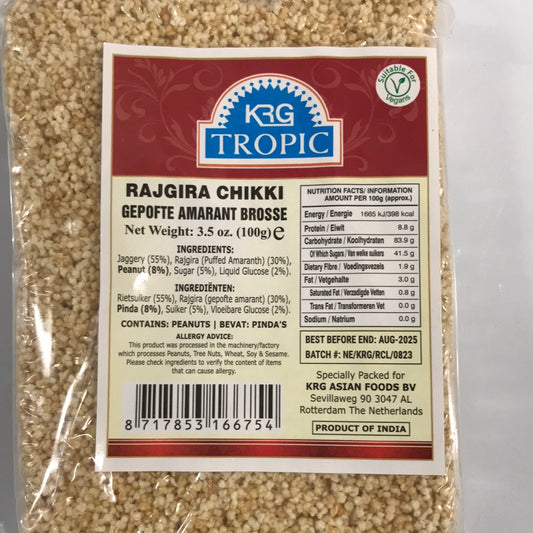 Suitable For
Vegans
KRG
TROPIC
RAJGIRA CHIKKI
GEPOFTE AMARANT BROSSE
Net Weight: 3.5 oz. (100g) e
INGREDIENTS:
Jaggery (55%), Rajgira (Puffed Amaranth) (30%),
Peanut (8%), Sugar (5%), Liquid Glucose (2%).
INGREDIËNTEN:
Rietsuiker (55%), Rajgira (gepofte amarant) (30%),
Pinda (8%), Suiker (5%), Vloeibare Glucose (2%).
CONTAINS: PEANUTS | BEVAT: PINDA'S
ALLERGY ADVICE:
This product was processed in the machinery/factory
which processes Peanuts, Tree Nuts, Wheat, Soy & Sesame.
Please check ingredients to verify the content of items
that can cause allergy.
8 717853 166754
NUTRITION FACTS/ INFORMATION
AMOUNT PER 100g (approx.)
Energy / Energie 1665 kJ/398 kcal
Protein / Eiwit 8.8 g
Carbohydrate / Koolhydraten 83.9 g
Of Which Sugars / Van welke suikers 41.5 g
Dietary Fibre / Voedingsvezels 1.9 g
Fat / Vetgehalte 3.0 g
Saturated Fat / Verzadigde Vetten 0.8 g
Trans Fat / Transformeren Vet 0.0 g
Sodium / Natrium 0.0 g
BEST BEFORE END: AUG-2025
BATCH #: NE/KRG/RCL/0823
Specially Packed for
KRG ASIAN FOODS BV
Sevillaweg 90 3047 AL
Rotterdam The Netherlands
PRODUCT OF INDIA